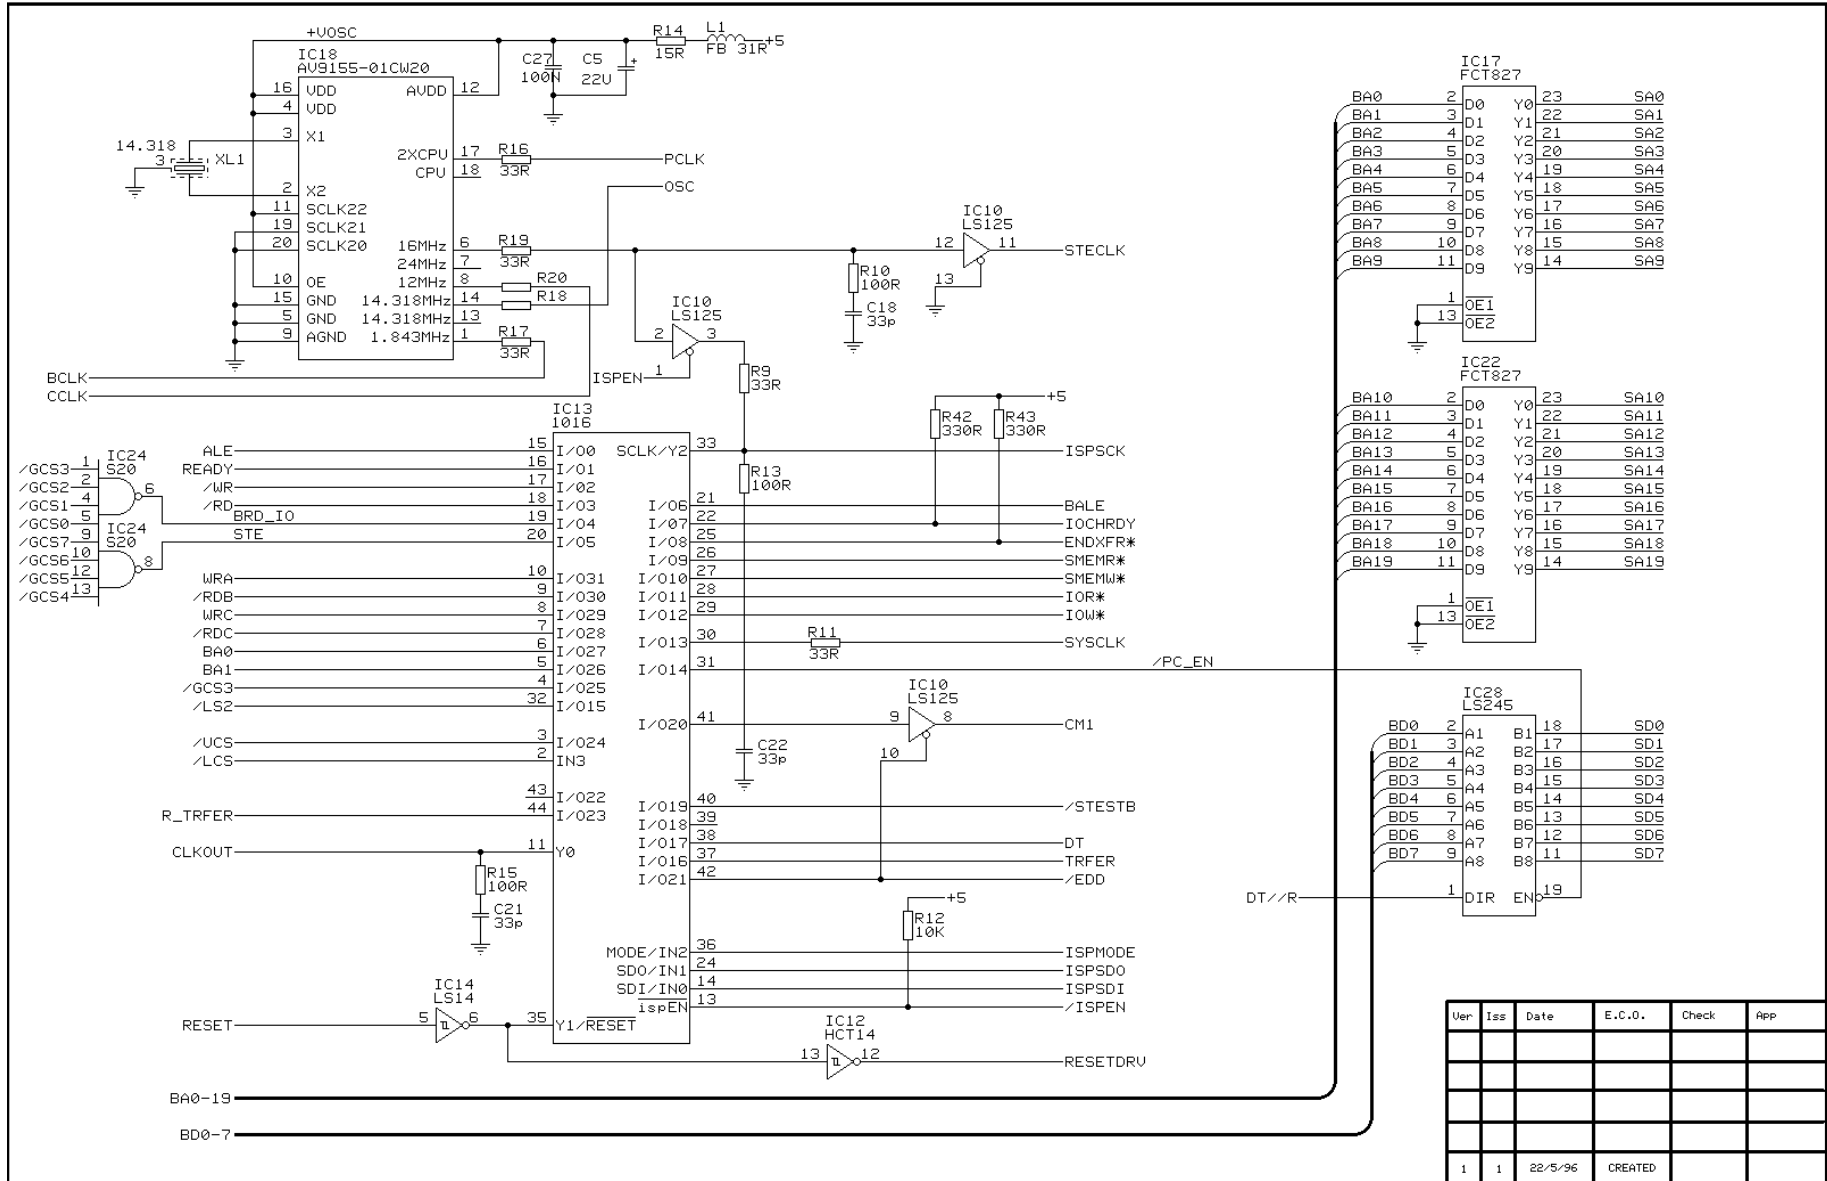 +VOSC
IC18
AV9155-01CW20
16 VDD AVDD 12
4 VDD
3 X1
14.318
3 XL1
2XCPU 17 R16 PCLK
33R
CPU 18
2 X2
OSC
11 SCLK22
19 SCLK21
20 SCLK20
16MHz 6 R19
33R
24MHz 7
10 OE 12MHz 8 R20
15 GND 14.318MHz 14 R18
5 GND 14.318MHz 13
9 AGND 1.843MHz 1 R17
33R
BCLK
CCLK
C27
100N
C5 +
22U
R14
15R
L1
FB 31R +5
IC10
LS125
12 11 STECLK
13
R10
100R
C18
33p
IC10
LS125
2 3
ISPEN 1
R9
33R
R42
330R
R43
330R
+5
IC24
S20
/GCS3 1
/GCS2 2
/GCS1 4
/GCS0 5
6
BRD_IO
IC24
S20
/GCS7 9
/GCS6 10
/GCS5 12
/GCS4 13
8
STE
IC13
1016
ALE 15 I/O0
READY 16 I/O1
/WR 17 I/O2
/RD 18 I/O3
19 I/O4
20 I/O5
WRA 10 I/O31
/RDB 9 I/O30
WRC 8 I/O29
/RDC 7 I/O28
BA0 6 I/O27
BA1 5 I/O26
/GCS3 4 I/O25
/LS2 32 I/O15
/UCS 3 I/O24
/LCS 2 IN3
43 I/O22
R_TRFER 44 I/O23
CLKOUT 11 Y0
R15
100R
C21
33p
IC14
LS14
RESET 5 6 35 Y1/RESET
SCLK/Y2 33 ISPSCK
R13
100R
I/O6 21 BALE
I/O7 22 IOCHRDY
I/O8 25 ENDXFR*
I/O9 26 SMEMR*
I/O10 27 SMEMW*
I/O11 28 IOR*
I/O12 29 IOW*
I/O13 30 R11 SYSCLK
33R
I/O14 31 /PC_EN
IC10
LS125
I/O20 41 9 8 CM1
10
C22
33p
I/O19 40 /STESTB
I/O18 39
I/O17 38 DT
I/O16 37 TRFER
I/O21 42 /EDD
+5
R12
10K
MODE/IN2 36 ISPMODE
SDO/IN1 24 ISPSDO
SDI/IN0 14 ISPSDI
ispEN 13 /ISPEN
IC12
HCT14
13 12 RESETDRV
BA0-19
BD0-7
IC17
FCT827
BA0 2 D0 Y0 23 SA0
BA1 3 D1 Y1 22 SA1
BA2 4 D2 Y2 21 SA2
BA3 5 D3 Y3 20 SA3
BA4 6 D4 Y4 19 SA4
BA5 7 D5 Y5 18 SA5
BA6 8 D6 Y6 17 SA6
BA7 9 D7 Y7 16 SA7
BA8 10 D8 Y8 15 SA8
BA9 11 D9 Y9 14 SA9
1 OE1
13 OE2
IC22
FCT827
BA10 2 D0 Y0 23 SA10
BA11 3 D1 Y1 22 SA11
BA12 4 D2 Y2 21 SA12
BA13 5 D3 Y3 20 SA13
BA14 6 D4 Y4 19 SA14
BA15 7 D5 Y5 18 SA15
BA16 8 D6 Y6 17 SA16
BA17 9 D7 Y7 16 SA17
BA18 10 D8 Y8 15 SA18
BA19 11 D9 Y9 14 SA19
1 OE1
13 OE2
IC28
LS245
BD0 2 A1 B1 18 SD0
BD1 3 A2 B2 17 SD1
BD2 4 A3 B3 16 SD2
BD3 5 A4 B4 15 SD3
BD4 6 A5 B5 14 SD4
BD5 7 A6 B6 13 SD5
BD6 8 A7 B7 12 SD6
BD7 9 A8 B8 11 SD7
DT//R 1 DIR EN 19
Ver Iss Date E.C.O. Check App
1 1 22/5/96 CREATED